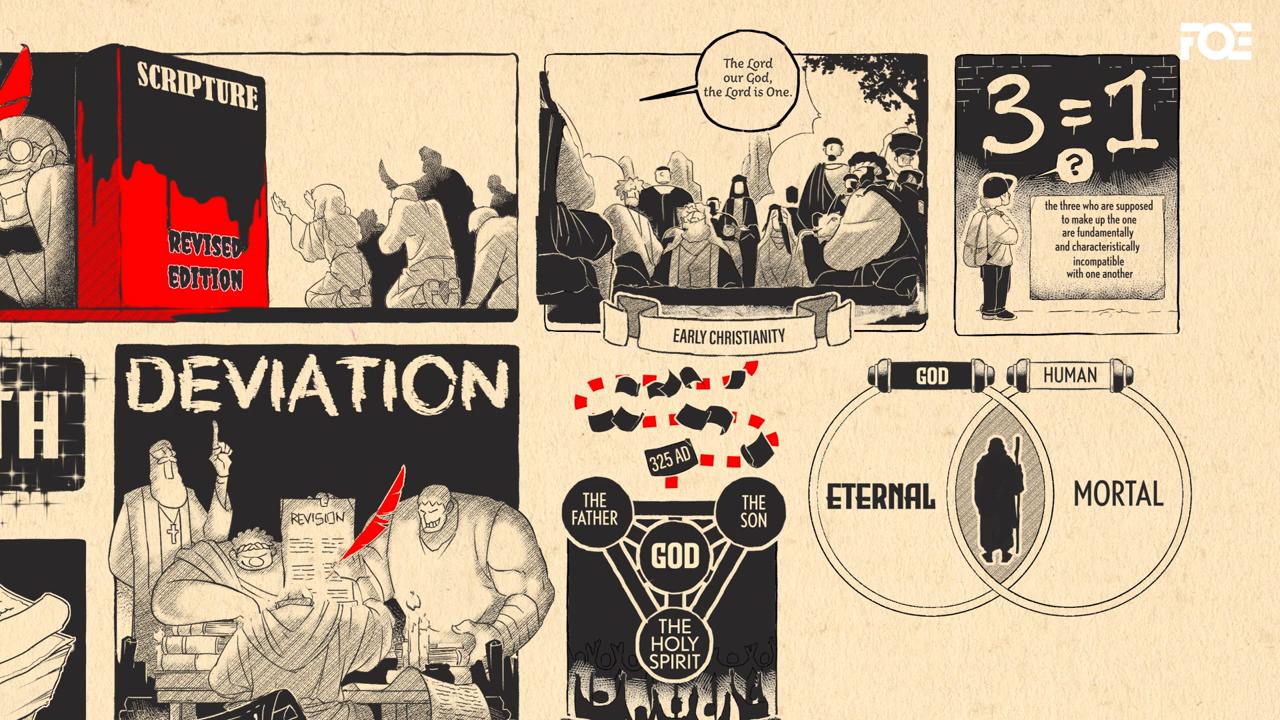 FOE
SCRIPTURE
REVISED
EDITION
The Lord
our God,
the Lord is One.
EARLY CHRISTIANITY
3 = 1
?
the three who are supposed
to make up the one
are fundamentally
and characteristically
incompatible
with one another
TH
DEVIATION
REVISION
325 AD
THE
FATHER
THE
SON
GOD
THE
HOLY
SPIRIT
GOD
HUMAN
ETERNAL
MORTAL